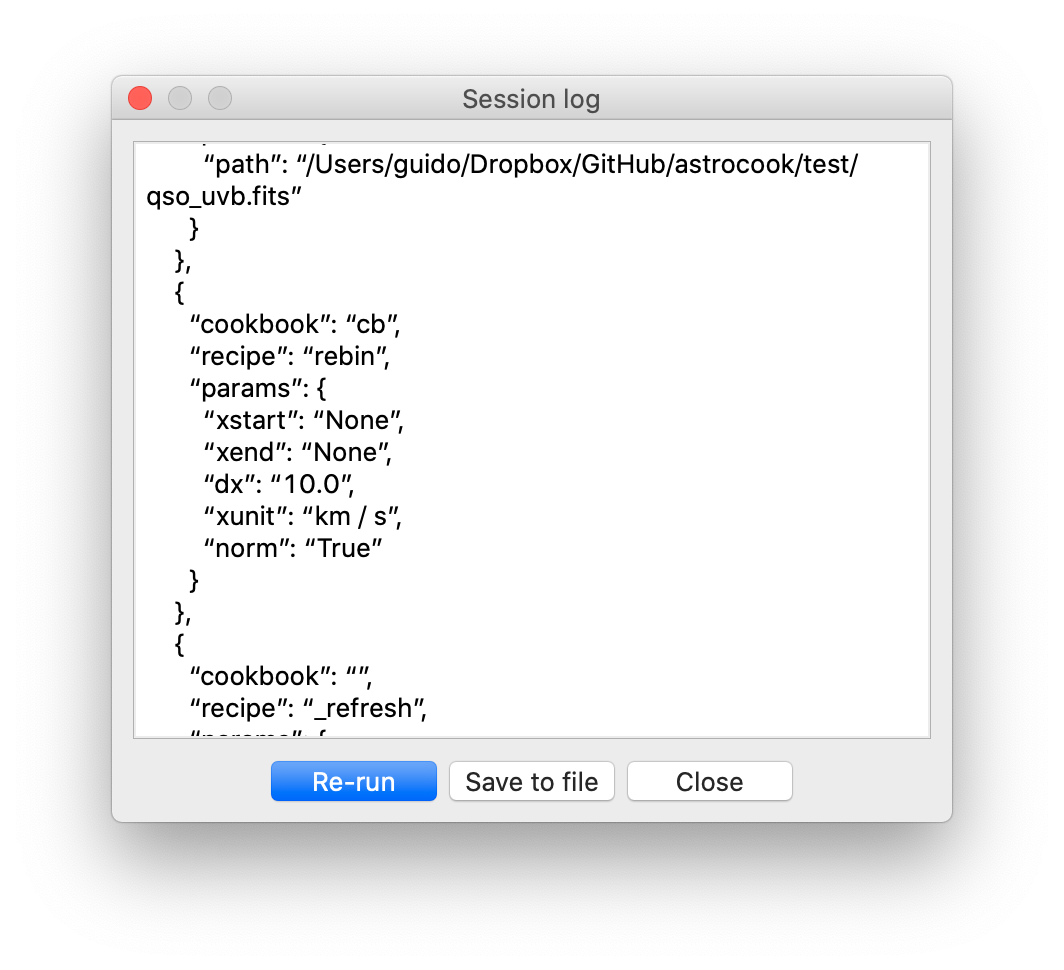 Session log
“path”: “/Users/guido/Dropbox/GitHub/astrocook/test/
qso_uvb.fits”
}
},
{
“cookbook”: “cb”,
“recipe”: “rebin”,
“params”: {
“xstart”: “None”,
“xend”: “None”,
“dx”: “10.0”,
“xunit”: “km / s”,
“norm”: “True”
}
},
{
“cookbook”: “”,
“recipe”: “_refresh”,
Re-run Save to file Close